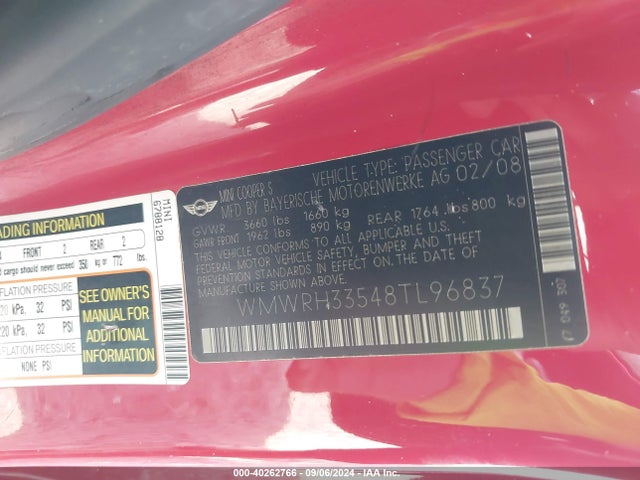 MINI
6788128
ADING INFORMATION
FRONT 2 REAR 2
d cargo should never exceed 350 kg or 772 lbs.
FLATION PRESSURE
20 kPa, 32 PSI
220 kPa, 32 PSI
FLATION PRESSURE
NONE PSI
SEE OWNER'S
MANUAL FOR
ADDITIONAL
INFORMATION
MINI
MINI COOPER S VEHICLE TYPE: PASSENGER CAR
MFD BY BAYERISCHE MOTORENWERKE AG 02/08
GVWR 3660 lbs 1660 kg
GAWR FRONT 1962 lbs 890 kg REAR 1764 lbs 800 kg
THIS VEHICLE CONFORMS TO ALL APPLICABLE U.S.
FEDERAL MOTOR VEHICLE SAFETY, BUMPER AND THEFT
PREVENTION STANDARDS IN EFFECT ON THE DATE OF
MANUFACTURE SHOWN ABOVE.
WMWRH33548TL96837
7 049 307
000-40262766 - 09/06/2024 - IAA Inc.